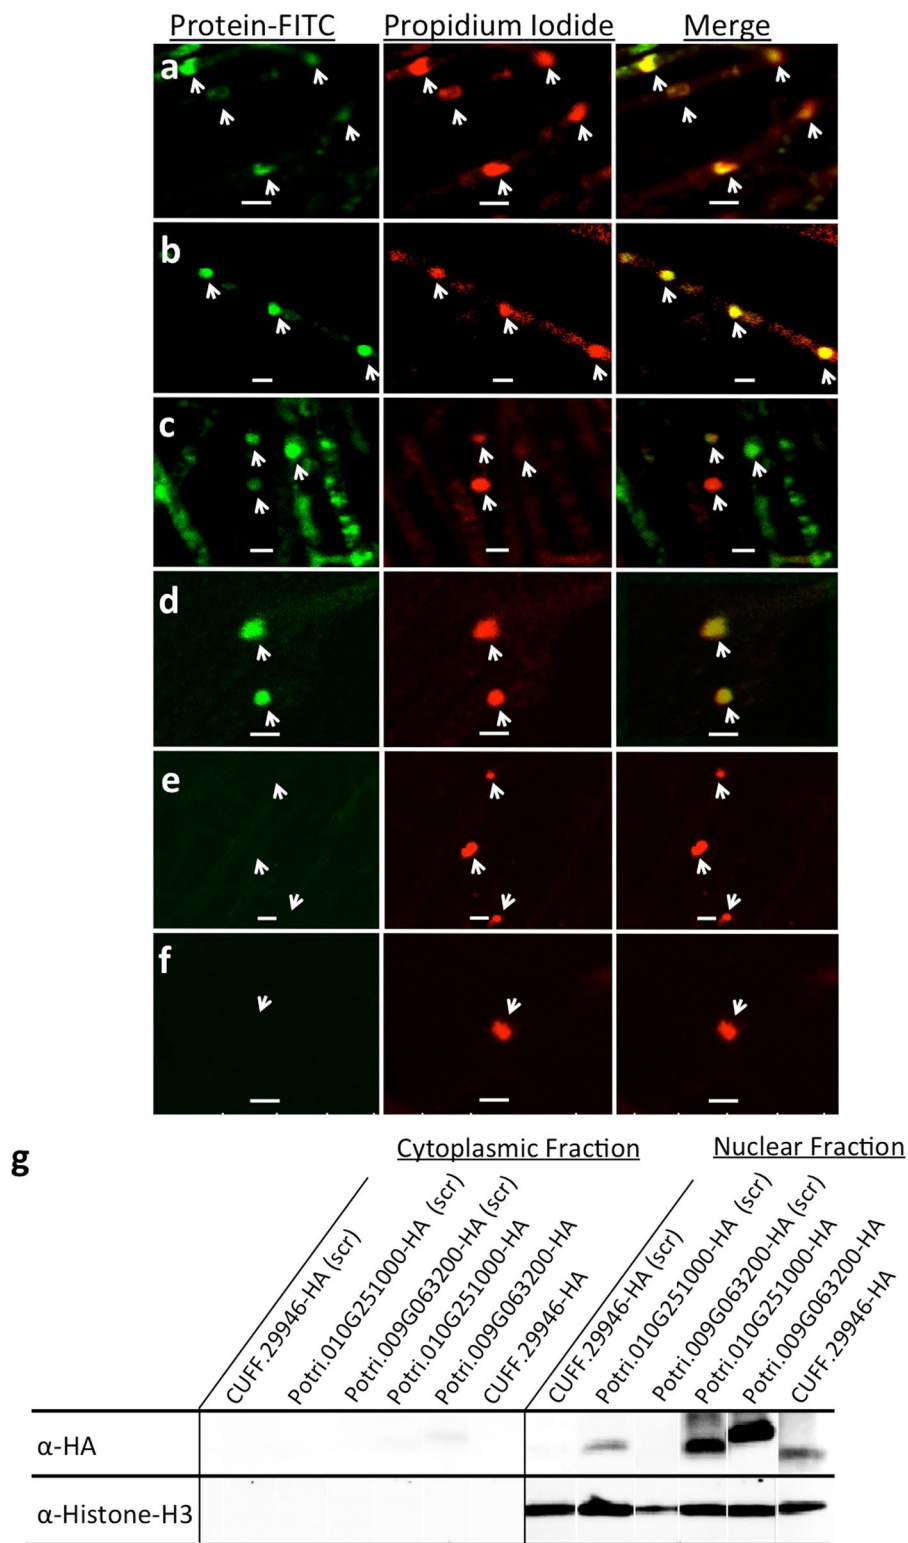 Protein-FITC Propidium Iodide Merge
a
b
c
d
e
f
g
Cytoplasmic Fraction Nuclear Fraction
CUFF.29946-HA (scr)
Potri.010G251000-HA (scr)
Potri.009G063200-HA (scr)
Potri.010G251000-HA
Potri.009G063200-HA
CUFF.29946-HA
CUFF.29946-HA (scr)
Potri.010G251000-HA (scr)
Potri.009G063200-HA (scr)
Potri.010G251000-HA
Potri.009G063200-HA
CUFF.29946-HA
α-HA
α-Histone-H3